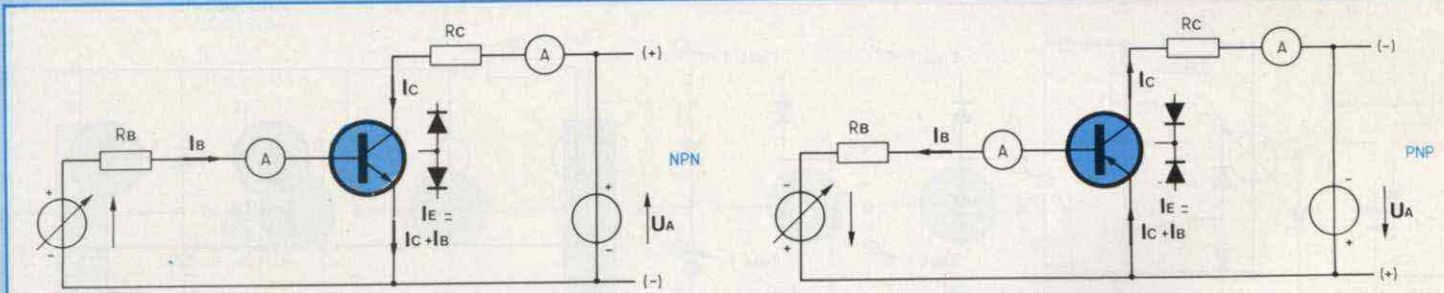 RC
A
(+)
IC
RB
IB
A
NPN
+
+
IE =
UA
IC + IB
-
-
(-)
RC
A
(-)
IC
RB
IB
A
PNP
-
-
IE =
UA
IC + IB
+
+
(+)